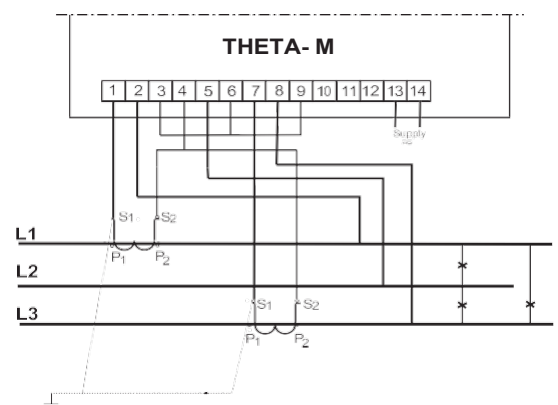 THETA- M
1 2 3 4 5 6 7 8 9 10 11 12 13 14
Supply
S1 S2
L1
P1 P2
L2
S1 S2
L3
P1 P2